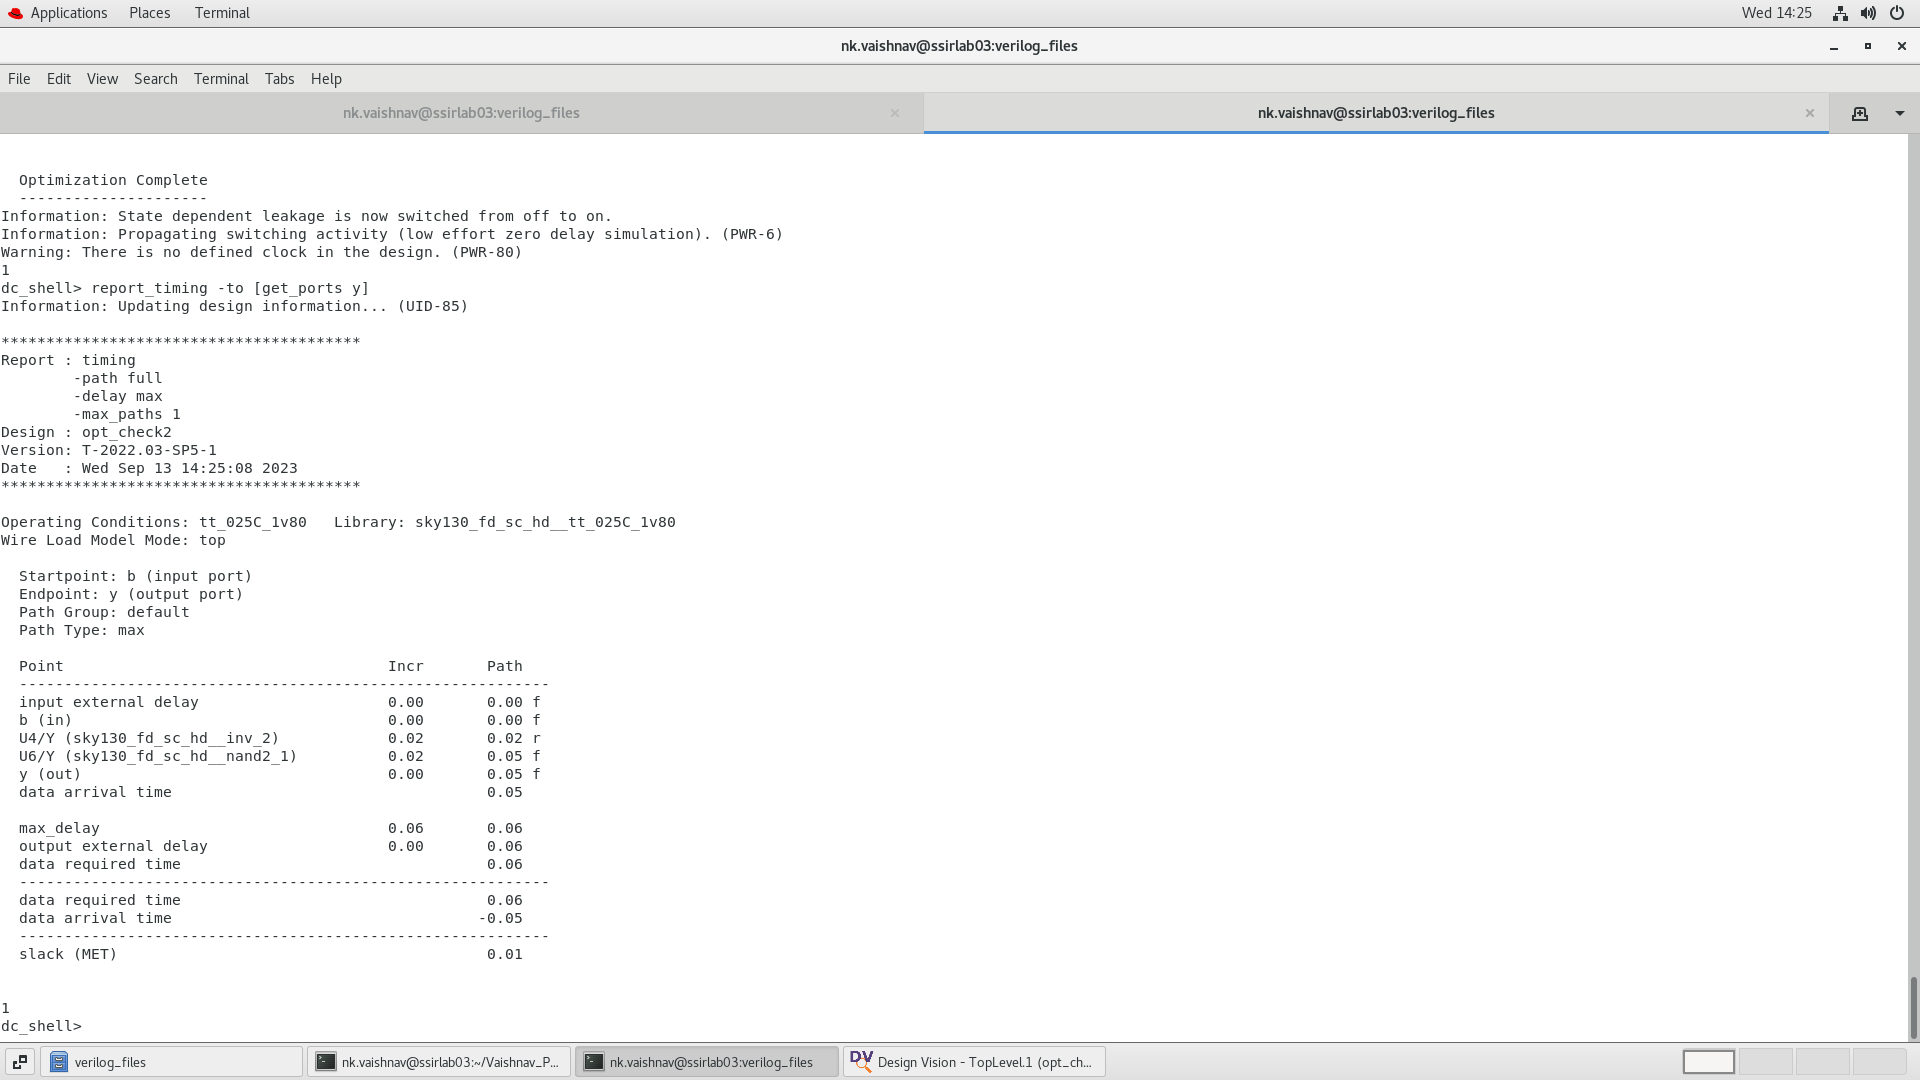 Applications Places Terminal Wed 14:25
nk.vaishnav@ssirlab03:verilog_files
File Edit View Search Terminal Tabs Help
nk.vaishnav@ssirlab03:verilog_files nk.vaishnav@ssirlab03:verilog_files
  Optimization Complete
  ---------------------
Information: State dependent leakage is now switched from off to on.
Information: Propagating switching activity (low effort zero delay simulation). (PWR-6)
Warning: There is no defined clock in the design. (PWR-80)
1
dc_shell> report_timing -to [get_ports y]
Information: Updating design information... (UID-85)
****************************************
Report : timing
        -path full
        -delay max
        -max_paths 1
Design : opt_check2
Version: T-2022.03-SP5-1
Date   : Wed Sep 13 14:25:08 2023
****************************************
Operating Conditions: tt_025C_1v80   Library: sky130_fd_sc_hd__tt_025C_1v80
Wire Load Model Mode: top
  Startpoint: b (input port)
  Endpoint: y (output port)
  Path Group: default
  Path Type: max
  Point                                    Incr       Path
  -----------------------------------------------------------
  input external delay                     0.00       0.00 f
  b (in)                                   0.00       0.00 f
  U4/Y (sky130_fd_sc_hd__inv_2)            0.02       0.02 r
  U6/Y (sky130_fd_sc_hd__nand2_1)          0.02       0.05 f
  y (out)                                  0.00       0.05 f
  data arrival time                                   0.05
  max_delay                                0.06       0.06
  output external delay                    0.00       0.06
  data required time                                  0.06
  -----------------------------------------------------------
  data required time                                  0.06
  data arrival time                                  -0.05
  -----------------------------------------------------------
  slack (MET)                                         0.01
1
dc_shell>
verilog_files nk.vaishnav@ssirlab03:~/Vaishnav_P... nk.vaishnav@ssirlab03:verilog_files DV Design Vision - TopLevel.1 (opt_ch...